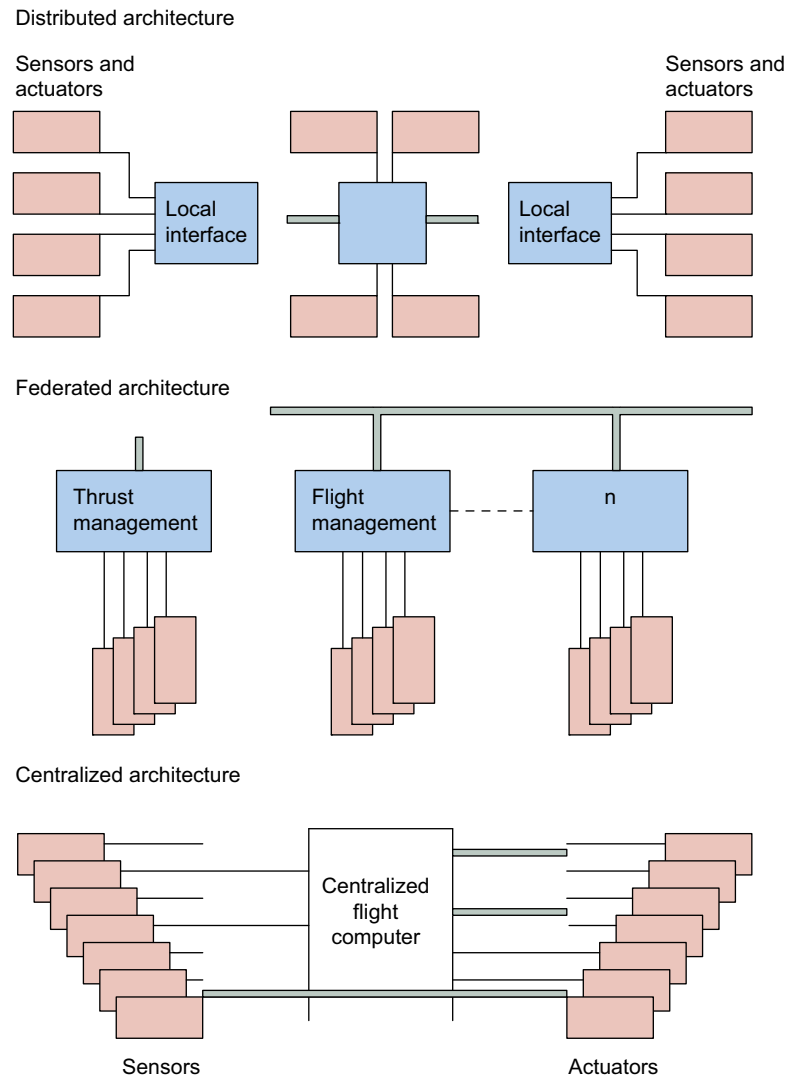 Distributed architecture
Sensors and
actuators
Sensors and
actuators
Local
interface
Local
interface
Federated architecture
Thrust
management
Flight
management
n
Centralized architecture
Centralized
flight
computer
Sensors
Actuators